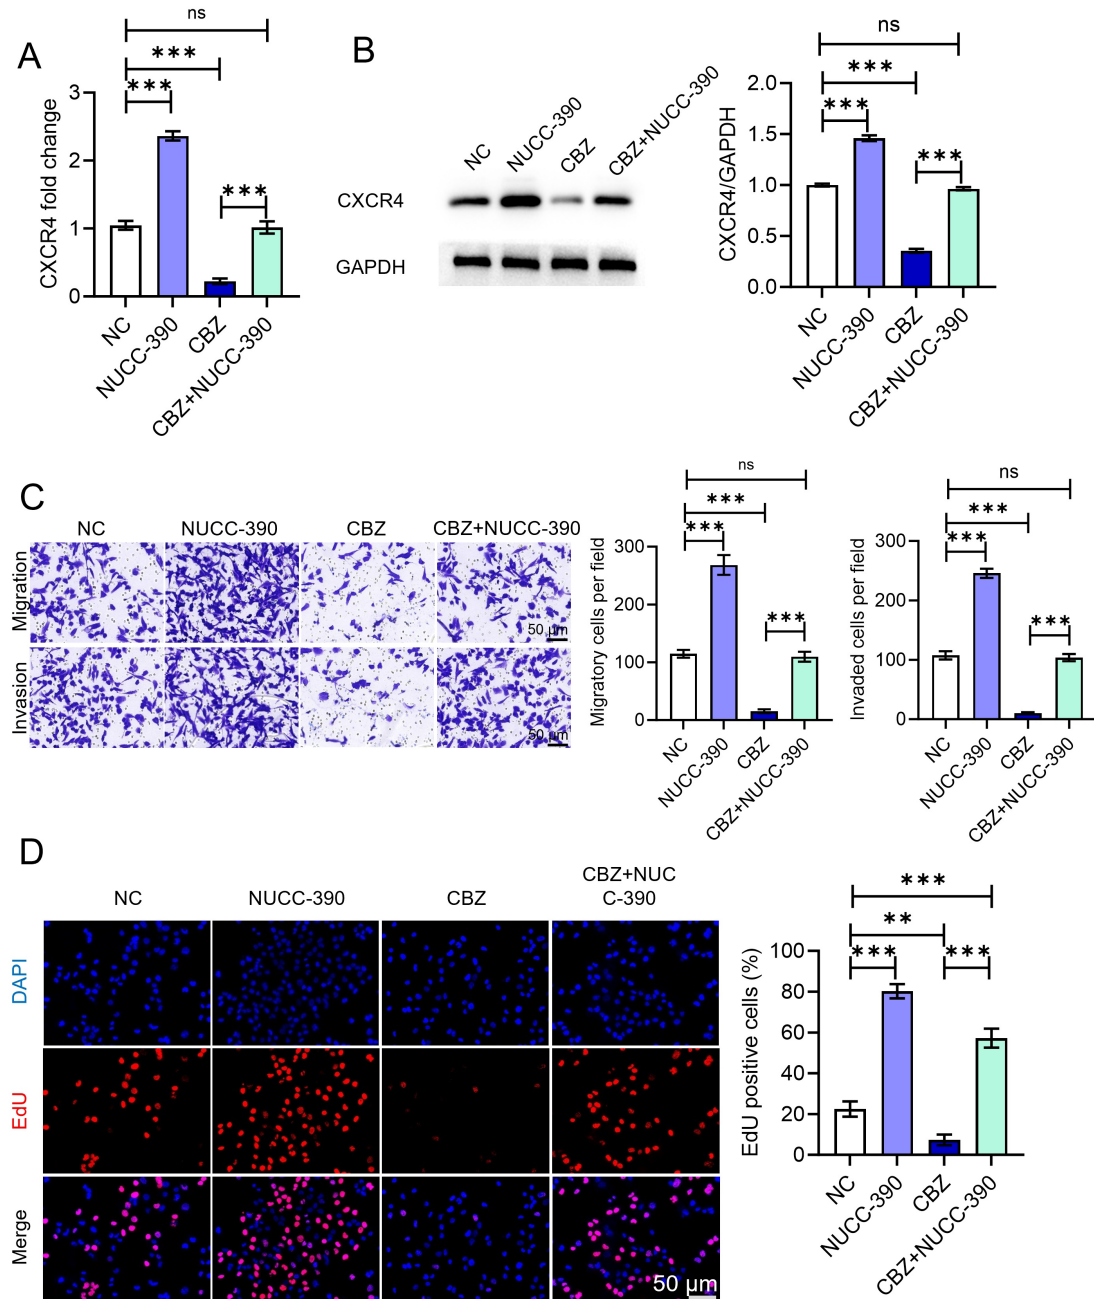 A
ns
***
***
***
CXCR4 fold change
3
2
1
0
NC
NUCC-390
CBZ
CBZ+NUCC-390
B
NC
NUCC-390
CBZ
CBZ+NUCC-390
CXCR4
GAPDH
ns
***
***
***
CXCR4/GAPDH
2.0
1.5
1.0
0.5
0.0
NC
NUCC-390
CBZ
CBZ+NUCC-390
C
NC NUCC-390 CBZ CBZ+NUCC-390
Migration
50 μm
Invasion
50 μm
ns
***
***
***
Migratory cells per field
300
200
100
0
NC
NUCC-390
CBZ
CBZ+NUCC-390
ns
***
***
***
Invaded cells per field
300
200
100
0
NC
NUCC-390
CBZ
CBZ+NUCC-390
D
NC NUCC-390 CBZ CBZ+NUC
C-390
DAPI
EdU
Merge
50 μm
***
**
***
***
EdU positive cells (%)
100
80
60
40
20
0
NC
NUCC-390
CBZ
CBZ+NUCC-390